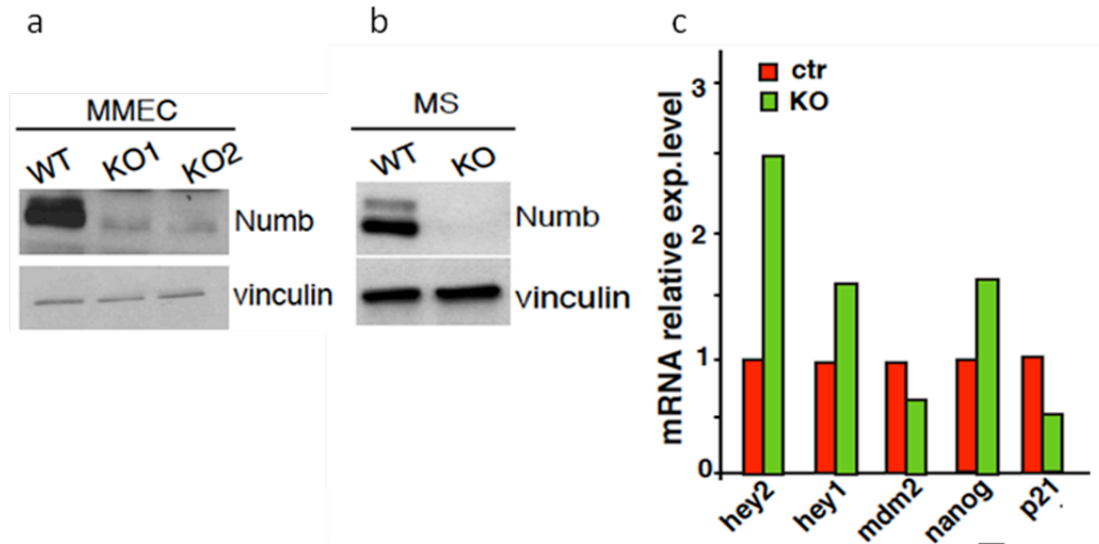 a
MMEC
WT KO1 KO2
Numb
vinculin
b
MS
WT KO
Numb
vinculin
c
ctr
KO
mRNA relative exp.level
3
2
1
0
hey2 hey1 mdm2 nanog p21